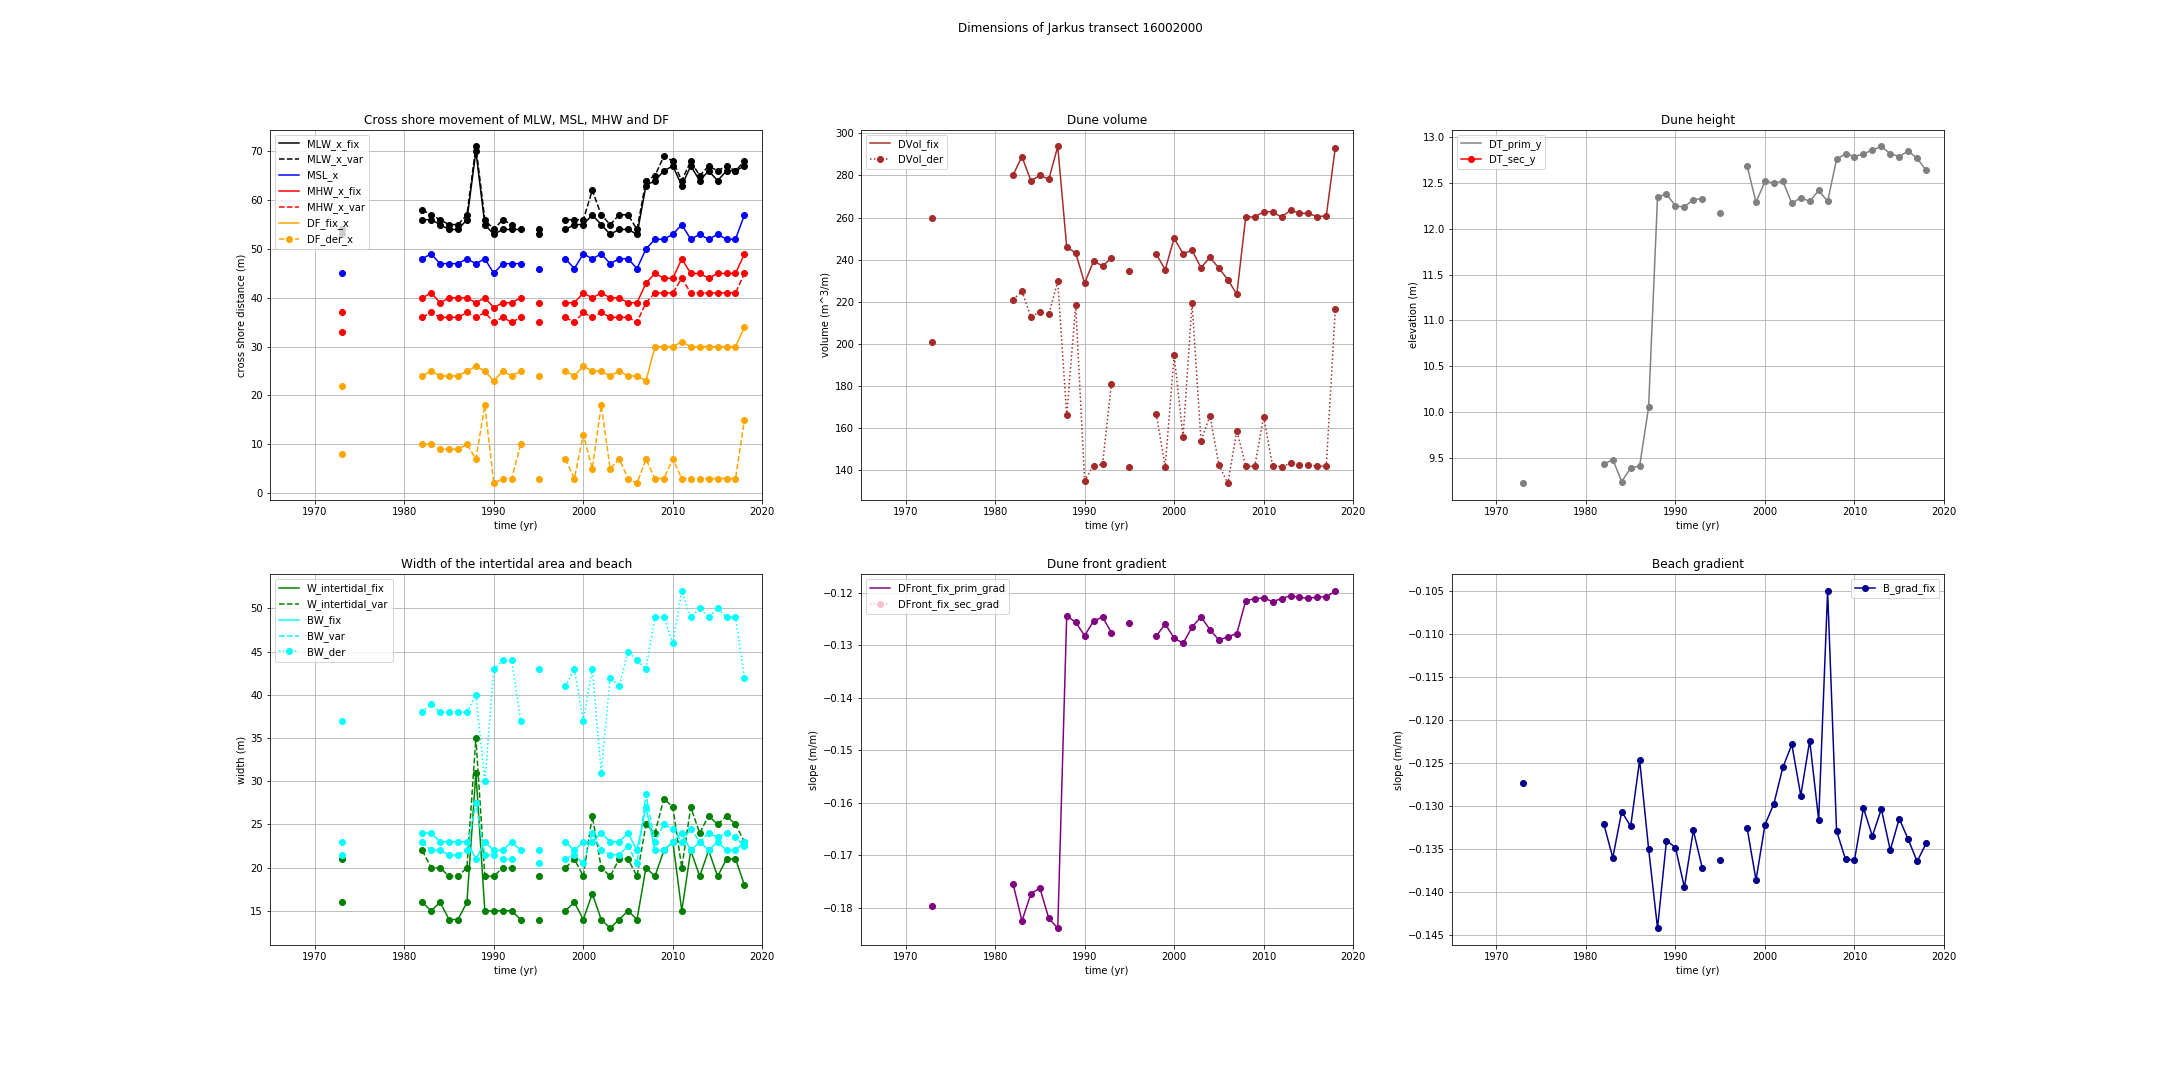 Dimensions of Jarkus transect 16002000
Cross shore movement of MLW, MSL, MHW and DF
MLW_x_fix
MLW_x_var
MSL_x
MHW_x_fix
MHW_x_var
DF_fix_x
DF_der_x
cross shore distance (m)
70
60
50
40
30
20
10
0
1970
1980
1990
2000
2010
2020
time (yr)
Dune volume
DVol_fix
DVol_der
volume (m^3/m)
300
280
260
240
220
200
180
160
140
1970
1980
1990
2000
2010
2020
time (yr)
Dune height
DT_prim_y
DT_sec_y
elevation (m)
13.0
12.5
12.0
11.5
11.0
10.5
10.0
9.5
1970
1980
1990
2000
2010
2020
time (yr)
Width of the intertidal area and beach
W_intertidal_fix
W_intertidal_var
BW_fix
BW_var
BW_der
width (m)
50
45
40
35
30
25
20
15
1970
1980
1990
2000
2010
2020
time (yr)
Dune front gradient
DFront_fix_prim_grad
DFront_fix_sec_grad
slope (m/m)
−0.12
−0.13
−0.14
−0.15
−0.16
−0.17
−0.18
1970
1980
1990
2000
2010
2020
time (yr)
Beach gradient
B_grad_fix
slope (m/m)
−0.105
−0.110
−0.115
−0.120
−0.125
−0.130
−0.135
−0.140
−0.145
1970
1980
1990
2000
2010
2020
time (yr)